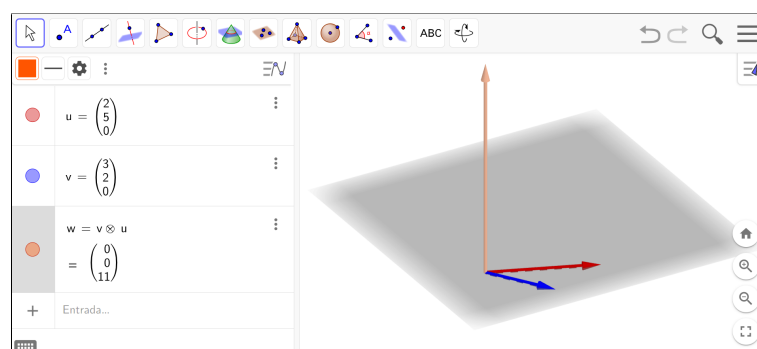 A
α
ABC
u = (2
5
0)
v = (3
2
0)
w = v ⊗ u
= (0
0
11)
+ Entrada...